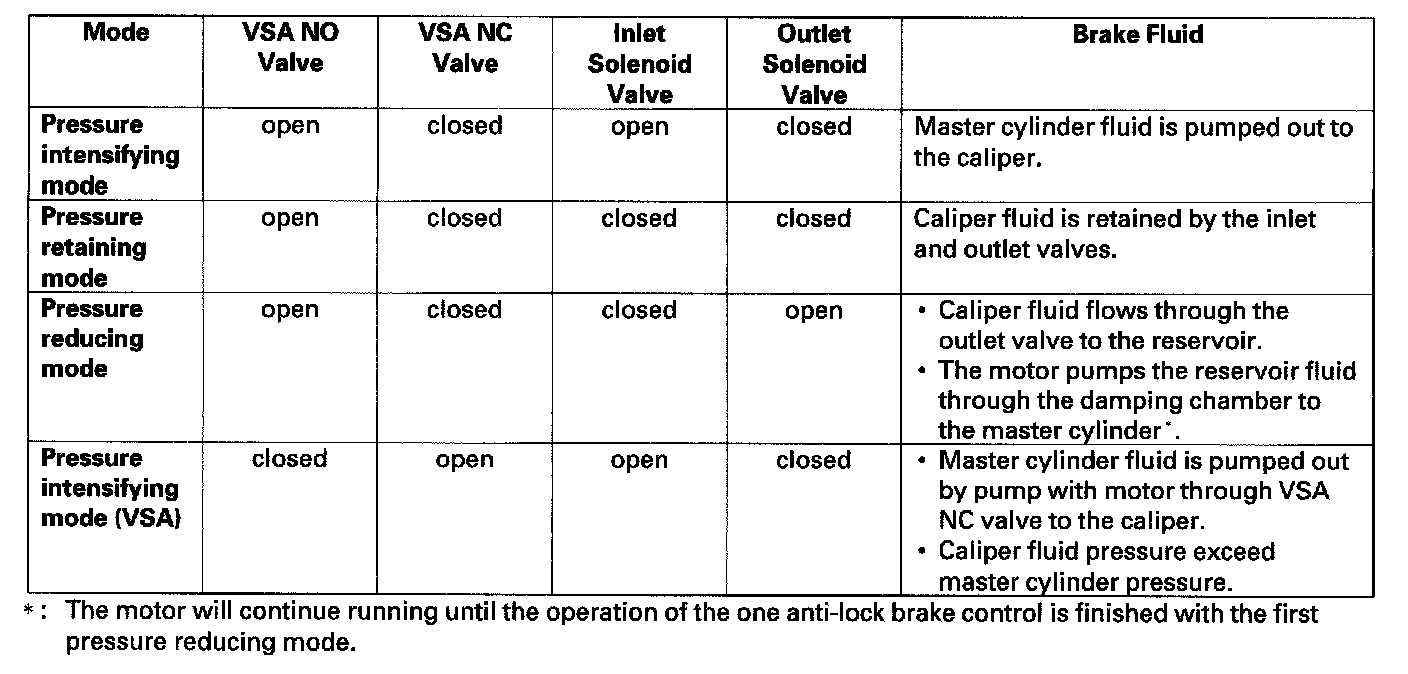 Mode
VSA NO
Valve
VSA NC
Valve
Inlet
Solenoid
Valve
Outlet
Solenoid
Valve
Brake Fluid
Pressure
intensifying
mode
open
closed
open
closed
Master cylinder fluid is pumped out to
the caliper.
Pressure
retaining
mode
open
closed
closed
closed
Caliper fluid is retained by the inlet
and outlet valves.
Pressure
reducing
mode
open
closed
closed
open
• Caliper fluid flows through the
outlet valve to the reservoir.
• The motor pumps the reservoir fluid
through the damping chamber to
the master cylinder*.
Pressure
intensifying
mode (VSA)
closed
open
open
closed
• Master cylinder fluid is pumped out
by pump with motor through VSA
NC valve to the caliper.
• Caliper fluid pressure exceed
master cylinder pressure.
*: The motor will continue running until the operation of the one anti-lock brake control is finished with the first
pressure reducing mode.